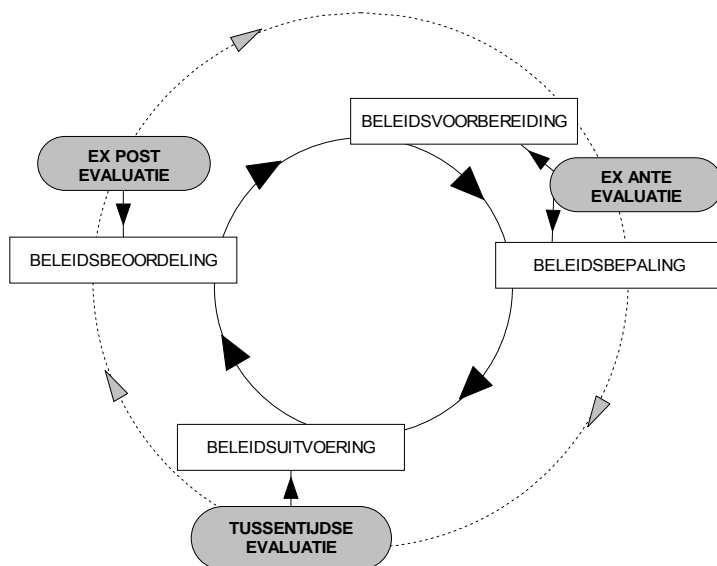 BELEIDSVOORBEREIDING
EX POST
EVALUATIE
EX ANTE
EVALUATIE
BELEIDSBEOORDELING
BELEIDSBEPALING
BELEIDSUITVOERING
TUSSENTIJDSE
EVALUATIE